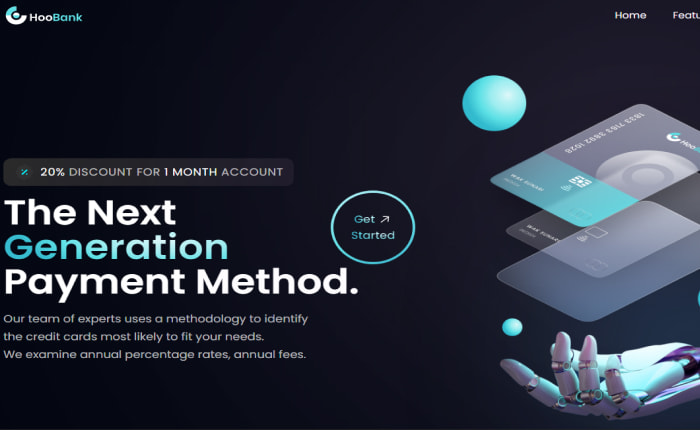 HooBank
Home
Featu
20% DISCOUNT FOR 1 MONTH ACCOUNT
The Next
Generation
Payment Method.
Get
Started
Our team of experts uses a methodology to identify
the credit cards most likely to fit your needs.
We examine annual percentage rates, annual fees.